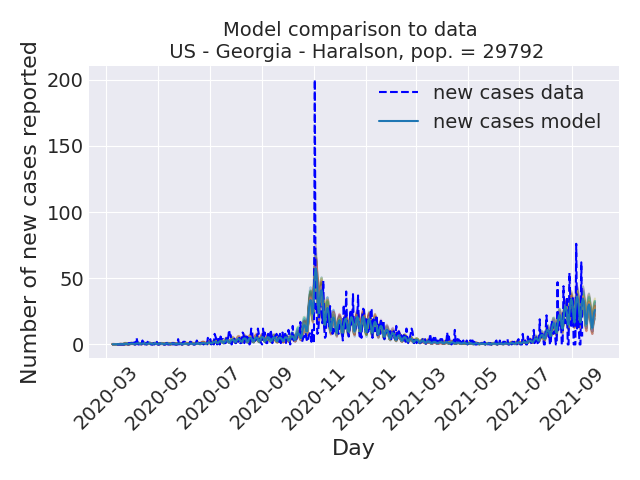 Model comparison to data
US - Georgia - Haralson, pop. = 29792
Number of new cases reported
200
150
100
50
0
new cases data
new cases model
2020-03
2020-05
2020-07
2020-09
2020-11
2021-01
2021-03
2021-05
2021-07
2021-09
Day